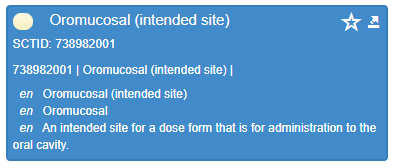 Oromucosal (intended site)
SCTID: 738982001
738982001 | Oromucosal (intended site) |
en Oromucosal (intended site)
en Oromucosal
en An intended site for a dose form that is for administration to the
oral cavity.